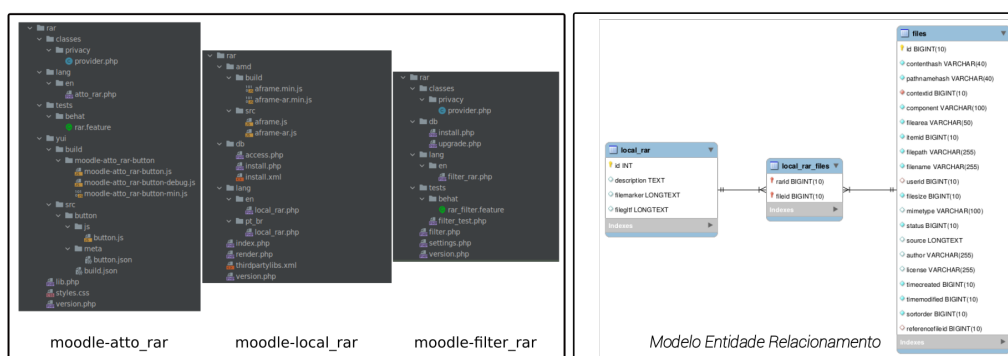 rar
classes
privacy
provider.php
lang
en
atto_rar.php
tests
behat
rar.feature
yui
build
moodle-atto_rar-button
moodle-atto_rar-button.js
moodle-atto_rar-button-debug.js
moodle-atto_rar-button-min.js
src
button
js
button.js
meta
button.json
build.json
lib.php
styles.css
version.php
moodle-atto_rar
rar
amd
build
aframe.min.js
aframe-ar.min.js
src
aframe.js
aframe-ar.js
db
access.php
install.php
install.xml
lang
en
local_rar.php
pt_br
local_rar.php
index.php
render.php
thirdpartylibs.xml
version.php
moodle-local_rar
rar
classes
privacy
provider.php
db
install.php
upgrade.php
lang
en
filter_rar.php
tests
behat
rar_filter.feature
filter_test.php
filter.php
settings.php
version.php
moodle-filter_rar
local_rar
id INT
description TEXT
filemarker LONGTEXT
filegltf LONGTEXT
Indexes
local_rar_files
rarid BIGINT(10)
fileid BIGINT(10)
Indexes
files
id BIGINT(10)
contenthash VARCHAR(40)
pathnamehash VARCHAR(40)
contextid BIGINT(10)
component VARCHAR(100)
filearea VARCHAR(50)
itemid BIGINT(10)
filepath VARCHAR(255)
filename VARCHAR(255)
userid BIGINT(10)
filesize BIGINT(10)
mimetype VARCHAR(100)
status BIGINT(10)
source LONGTEXT
author VARCHAR(255)
license VARCHAR(255)
timecreated BIGINT(10)
timemodified BIGINT(10)
sortorder BIGINT(10)
referencefileid BIGINT(10)
Indexes
Modelo Entidade Relacionamento